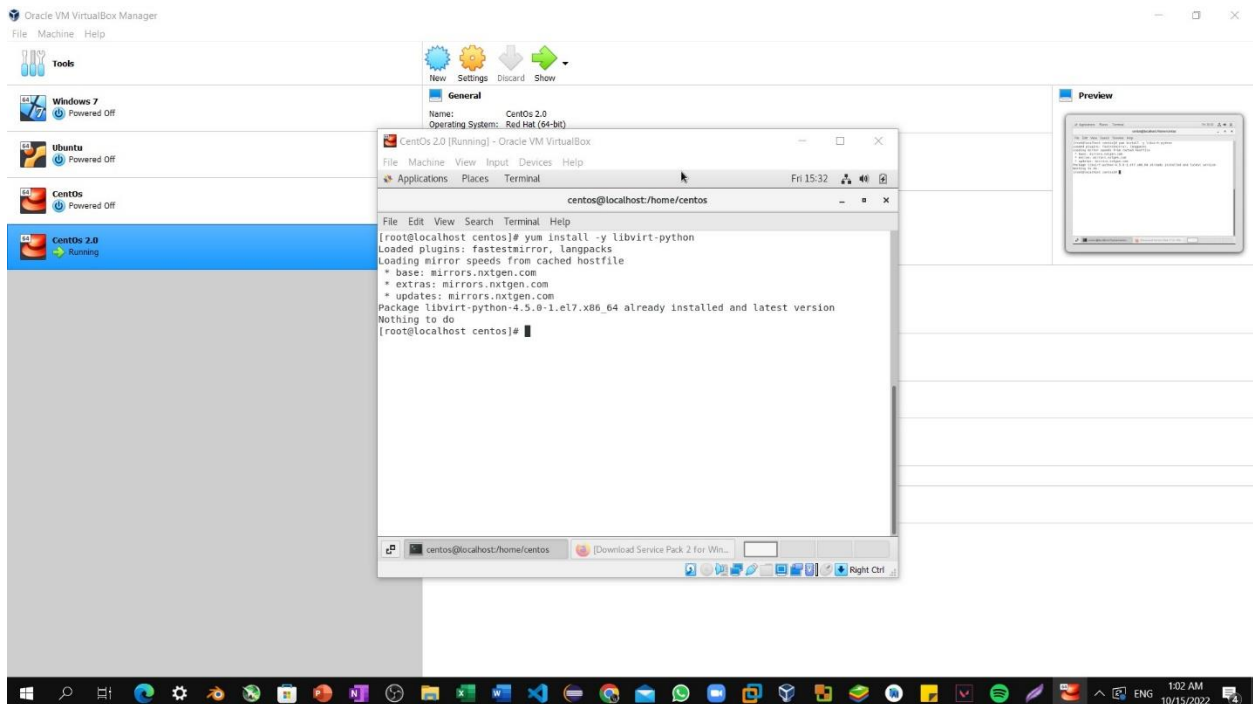 Oracle VM VirtualBox Manager
File Machine Help
Tools
New Settings Discard Show
64 Windows 7
Powered Off
64 Ubuntu
Powered Off
64 CentOs
Powered Off
64 CentOs 2.0
Running
General
Name: CentOs 2.0
Operating System: Red Hat (64-bit)
Preview
CentOs 2.0 [Running] - Oracle VM VirtualBox
File Machine View Input Devices Help
Applications Places Terminal Fri 15:32
centos@localhost:/home/centos
File Edit View Search Terminal Help
[root@localhost centos]# yum install -y libvirt-python
Loaded plugins: fastestmirror, langpacks
Loading mirror speeds from cached hostfile
* base: mirrors.nxtgen.com
* extras: mirrors.nxtgen.com
* updates: mirrors.nxtgen.com
Package libvirt-python-4.5.0-1.el7.x86_64 already installed and latest version
Nothing to do
[root@localhost centos]#
centos@localhost:/home/centos [Download Service Pack 2 for Win...
Right Ctrl
ENG 1:02 AM
10/15/2022 4